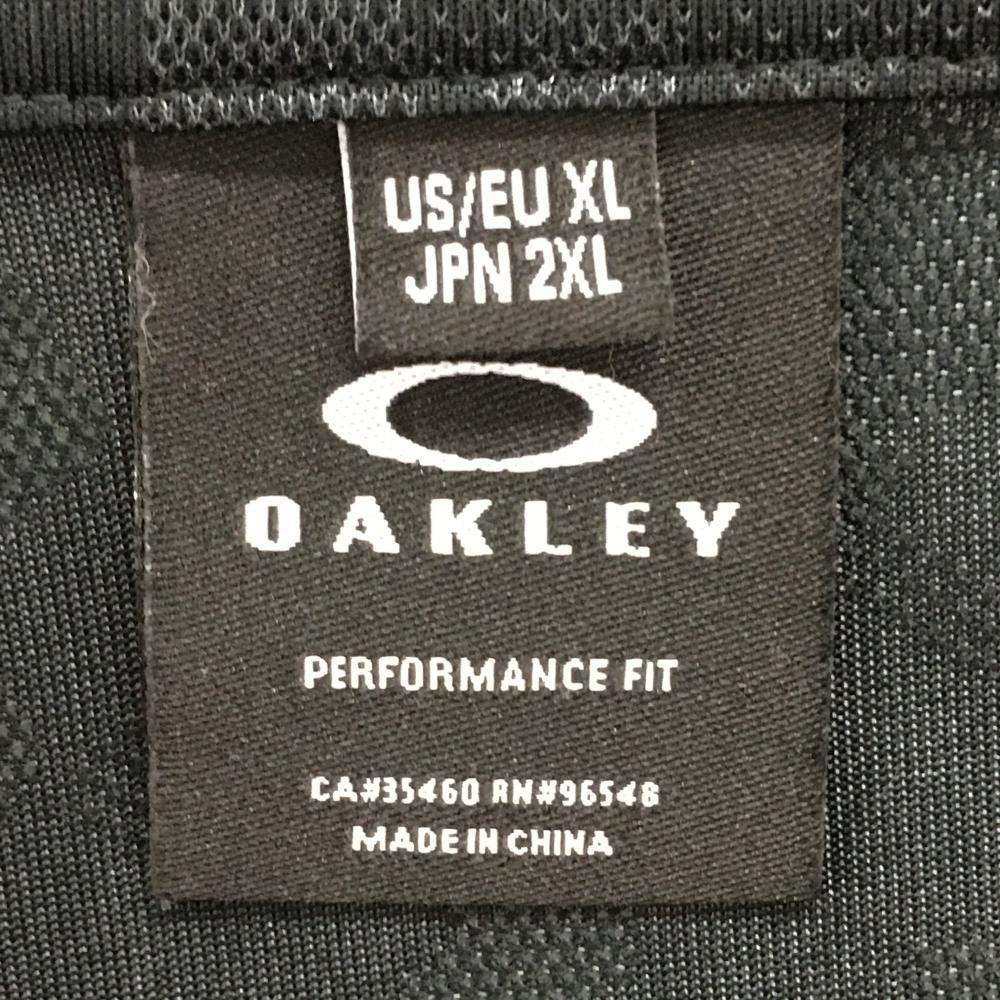 US/EU XL
JPN 2XL
OAKLEY
PERFORMANCE FIT
CA#35460 RN#96548
MADE IN CHINA